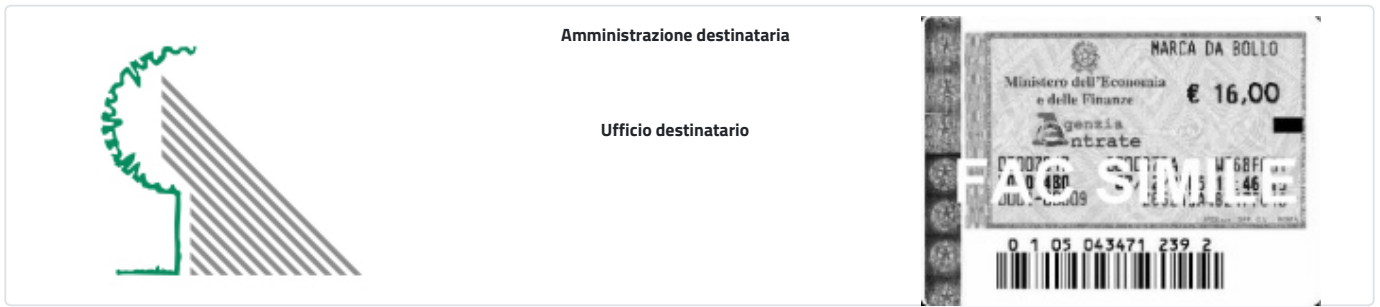 Amministrazione destinataria
Ufficio destinatario
MARCA DA BOLLO
Ministero dell'Economia
e delle Finanze
€ 16,00
Agenzia
Entrate
FAC SIMILE
0 1 05 043471 239 2